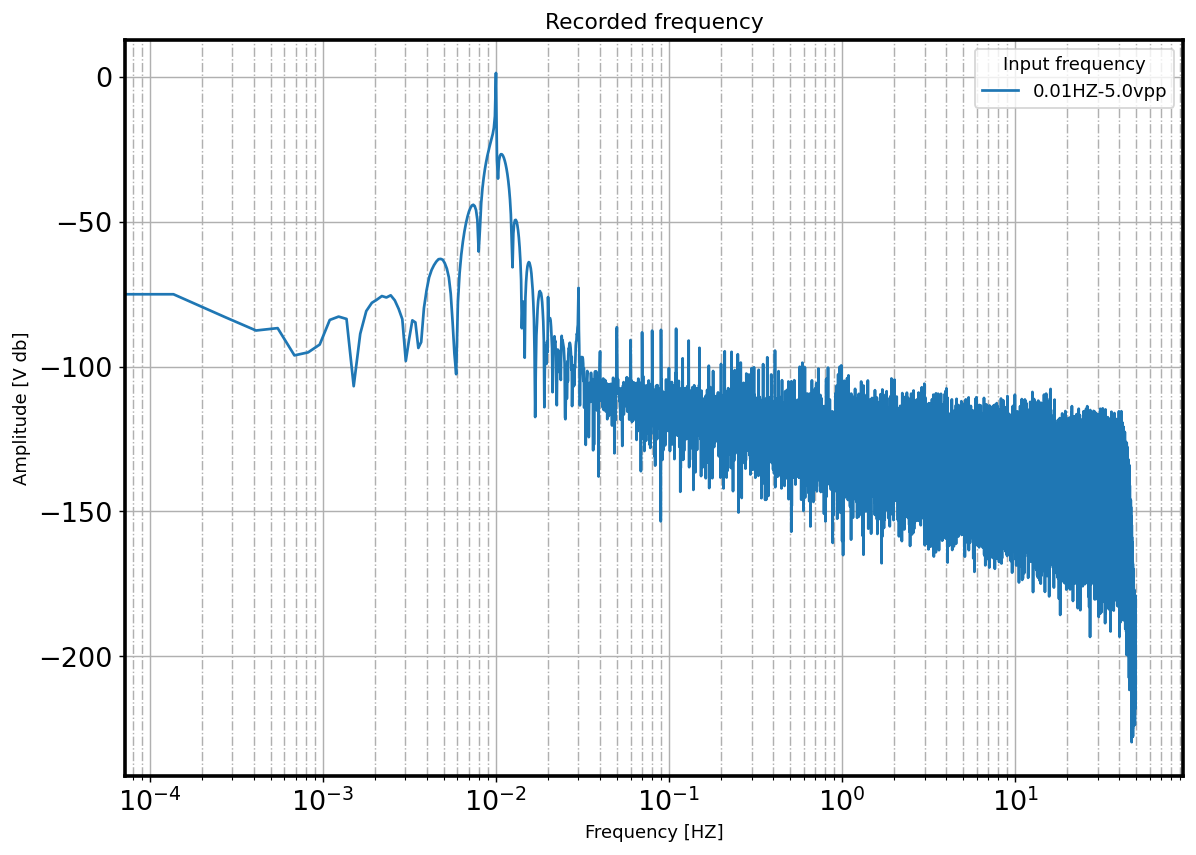 Recorded frequency
Input frequency
0.01HZ-5.0vpp
Amplitude [V db]
0
−50
−100
−150
−200
10⁻⁴ 10⁻³ 10⁻² 10⁻¹ 10⁰ 10¹
Frequency [HZ]